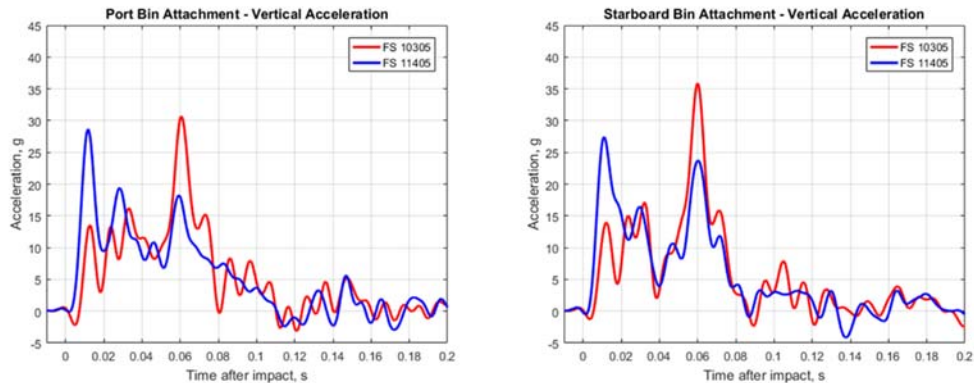 Port Bin Attachment - Vertical Acceleration
45
40
35
30
25
20
15
10
5
0
-5
Acceleration, g
FS 10305
FS 11405
0 0.02 0.04 0.06 0.08 0.1 0.12 0.14 0.16 0.18 0.2
Time after impact, s
Starboard Bin Attachment - Vertical Acceleration
45
40
35
30
25
20
15
10
5
0
-5
Acceleration, g
FS 10305
FS 11405
0 0.02 0.04 0.06 0.08 0.1 0.12 0.14 0.16 0.18 0.2
Time after impact, s